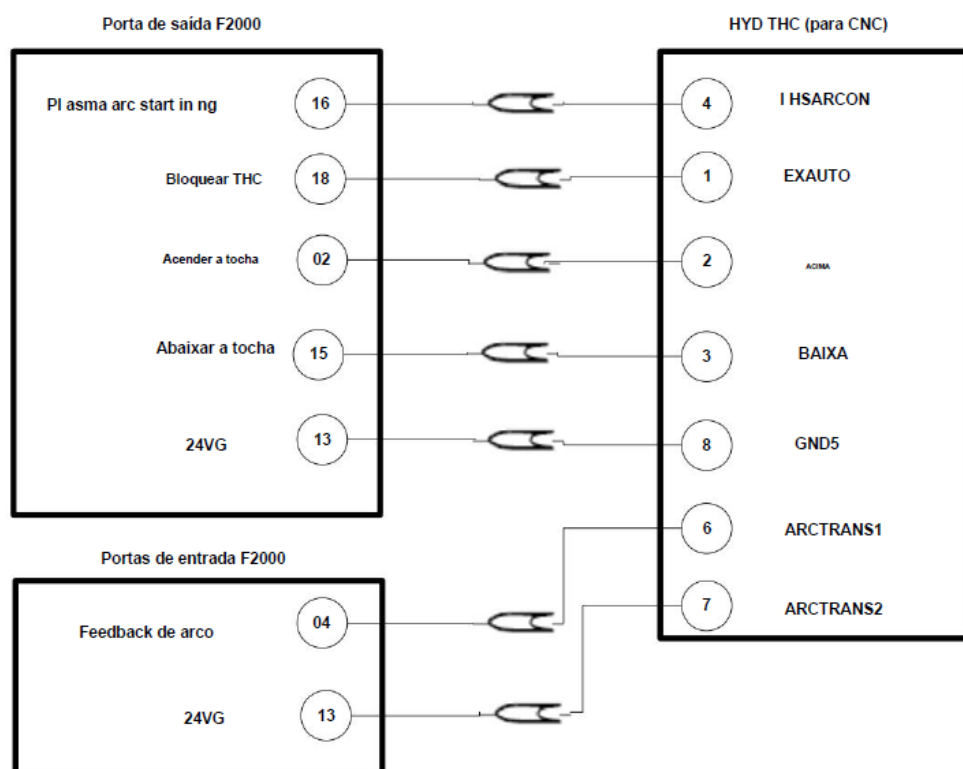 Porta de saída F2000
HYD THC (para CNC)
Pl asma arc start in ng
16
4
I HSARCON
Bloquear THC
18
1
EXAUTO
Acender a tocha
02
2
ACIMA
Abaixar a tocha
15
3
BAIXA
24VG
13
8
GND5
6
ARCTRANS1
Portas de entrada F2000
7
ARCTRANS2
Feedback de arco
04
24VG
13